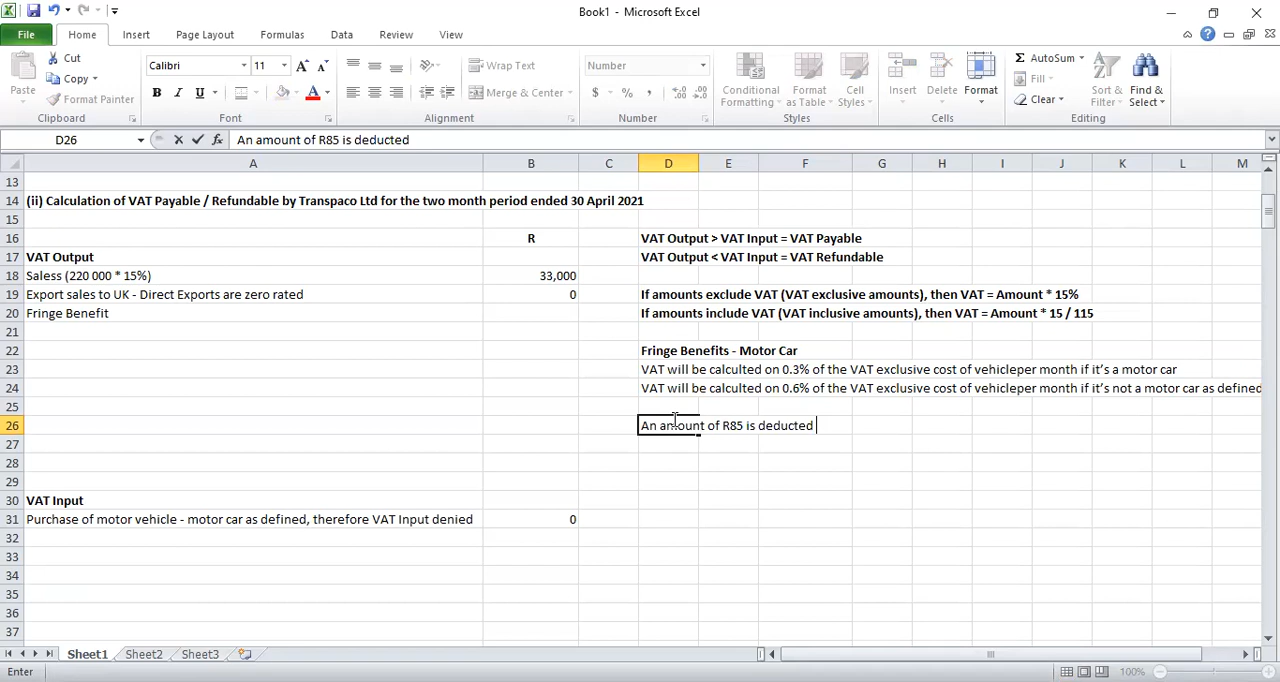 Book1 - Microsoft Excel
File Home Insert Page Layout Formulas Data Review View
Paste
Cut
Copy
Format Painter
Clipboard
Calibri 11
B I U
Font
Wrap Text
Merge & Center
Alignment
Number
$ % ,
Number
Conditional Formatting
Format as Table
Cell Styles
Styles
Insert
Delete
Format
Cells
AutoSum
Fill
Clear
Sort & Filter
Find & Select
Editing
D26 fx An amount of R85 is deducted
A B C D E F G H I J K L M
13
14 (ii) Calculation of VAT Payable / Refundable by Transpaco Ltd for the two month period ended 30 April 2021
15
16 R VAT Output > VAT Input = VAT Payable
17 VAT Output VAT Output < VAT Input = VAT Refundable
18 Saless (220 000 * 15%) 33,000
19 Export sales to UK - Direct Exports are zero rated 0 If amounts exclude VAT (VAT exclusive amounts), then VAT = Amount * 15%
20 Fringe Benefit If amounts include VAT (VAT inclusive amounts), then VAT = Amount * 15 / 115
21
22 Fringe Benefits - Motor Car
23 VAT will be calculted on 0.3% of the VAT exclusive cost of vehicleper month if it's a motor car
24 VAT will be calculted on 0.6% of the VAT exclusive cost of vehicleper month if it's not a motor car as defined
25
26 An amount of R85 is deducted
27
28
29
30 VAT Input
31 Purchase of motor vehicle - motor car as defined, therefore VAT Input denied 0
32
33
34
35
36
37
Sheet1 Sheet2 Sheet3
Enter 100%